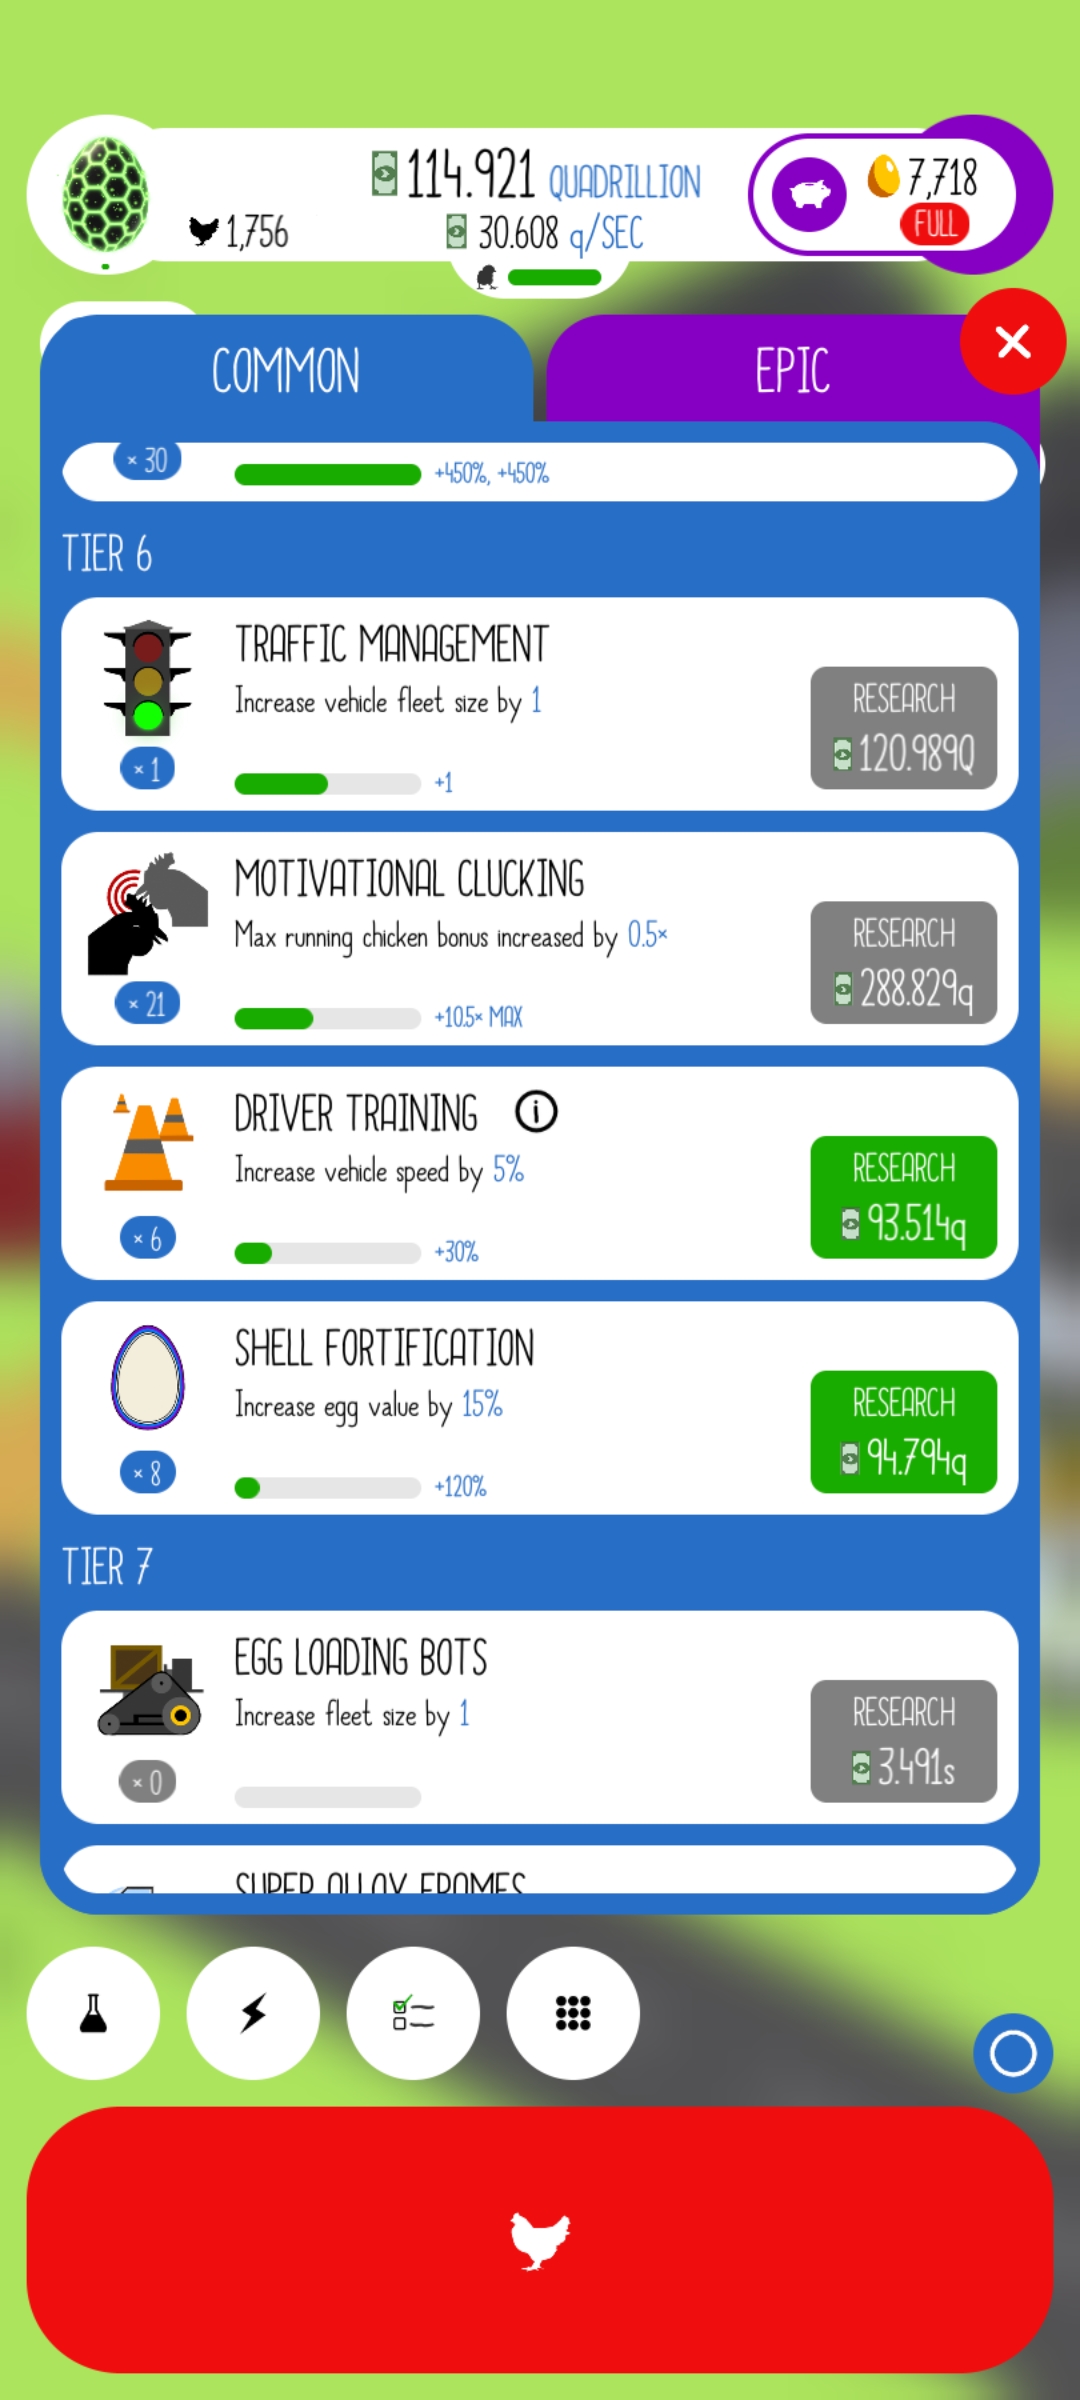 114.921 QUADRILLION
7,718
1,756
30.608 q/SEC
FULL
COMMON
EPIC
× 30
+450%, +450%
TIER 6
TRAFFIC MANAGEMENT
Increase vehicle fleet size by 1
RESEARCH
120.989Q
× 1
+1
MOTIVATIONAL CLUCKING
Max running chicken bonus increased by 0.5×
RESEARCH
288.829q
× 21
+10.5× MAX
DRIVER TRAINING
Increase vehicle speed by 5%
RESEARCH
93.514q
× 6
+30%
SHELL FORTIFICATION
Increase egg value by 15%
RESEARCH
94.794q
× 8
+120%
TIER 7
EGG LOADING BOTS
Increase fleet size by 1
RESEARCH
3.491s
× 0
SUPER ALLOY FRAMES